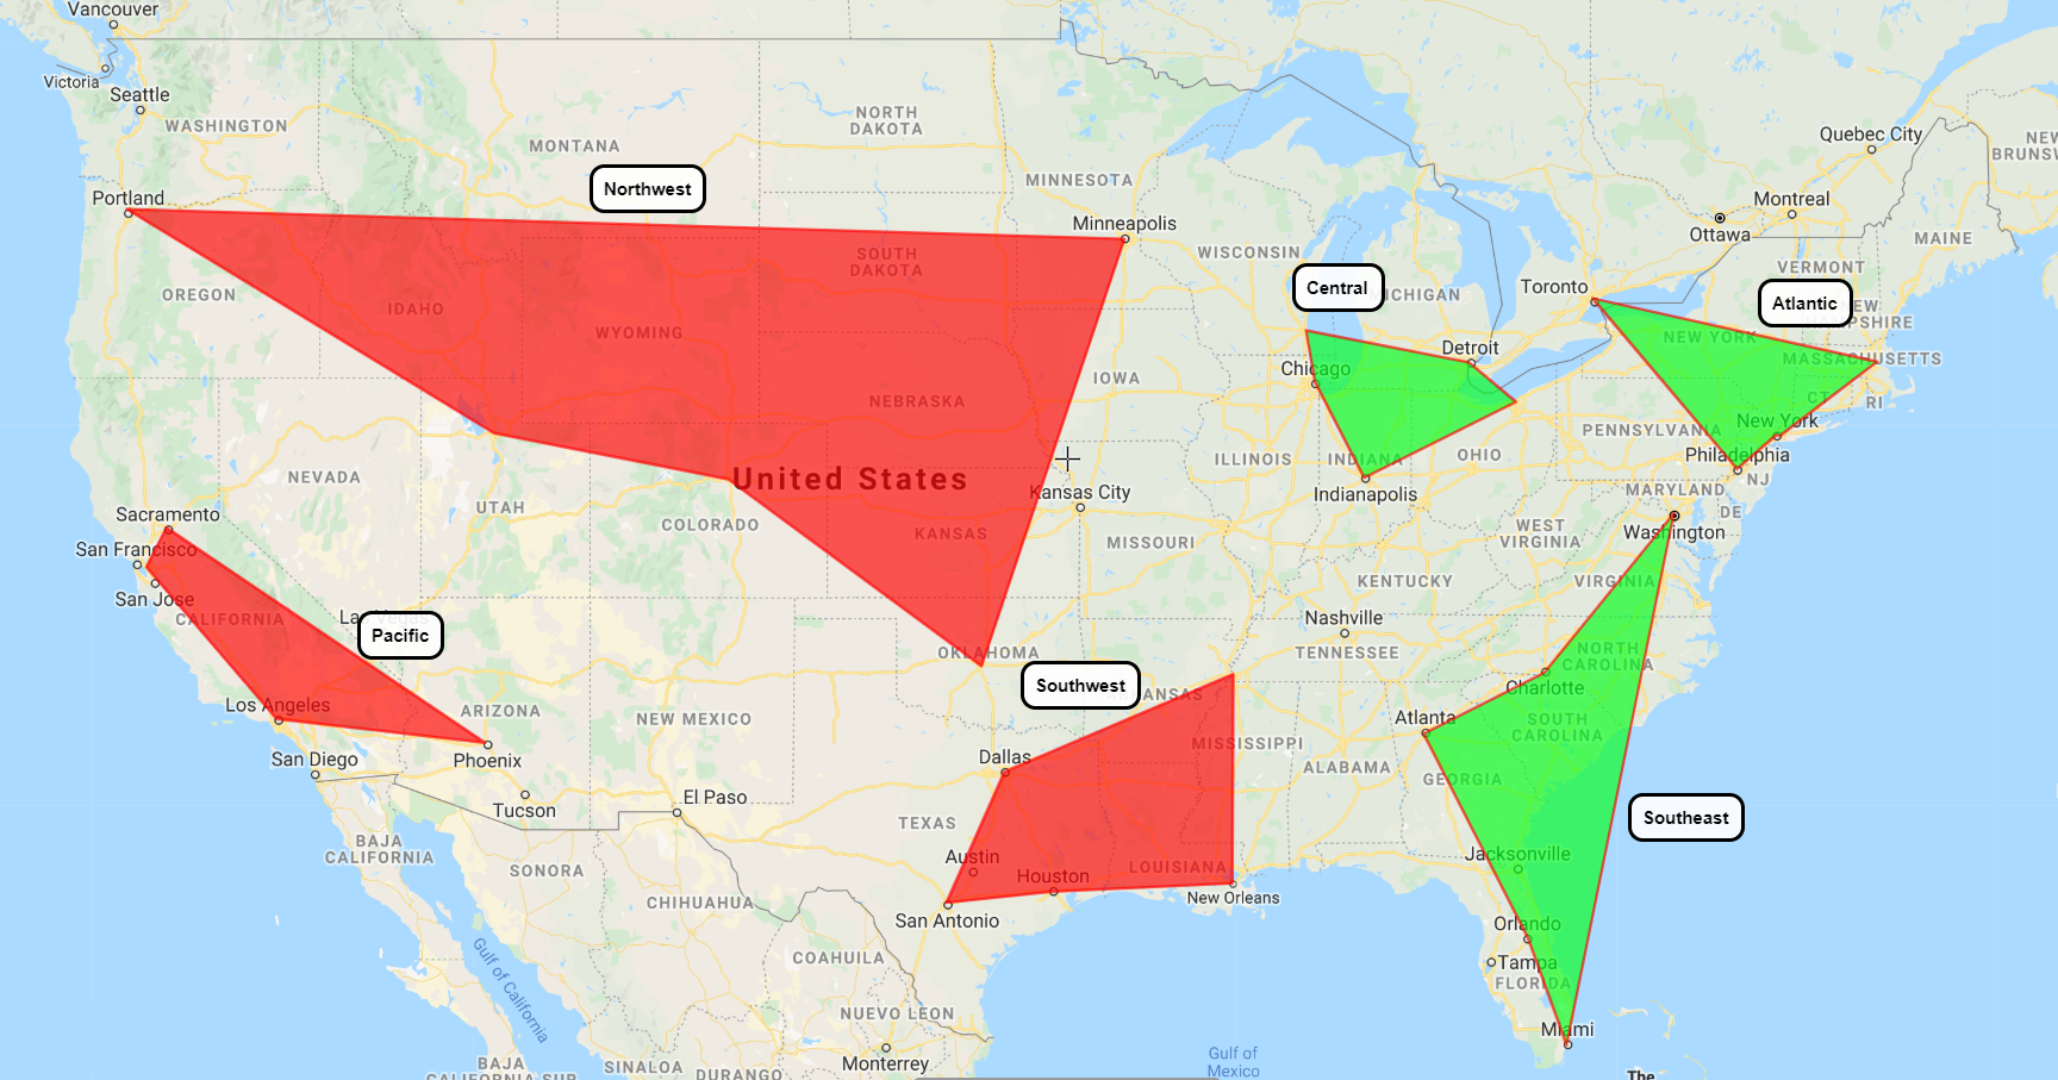 Vancouver
Victoria
Seattle
WASHINGTON
NORTH
DAKOTA
MONTANA
Quebec City
NEW
BRUNSW
MINNESOTA
Northwest
Portland
Montreal
Minneapolis
Ottawa
MAINE
WISCONSIN
SOUTH
DAKOTA
VERMONT
Toronto
Central
ICHIGAN
OREGON
IDAHO
Atlantic
NEW
HAMPSHIRE
WYOMING
NEW YORK
Detroit
MASSACHUSETTS
Chicago
IOWA
NEBRASKA
CT
RI
New York
PENNSYLVANIA
Philadelphia
ILLINOIS
INDIANA
OHIO
NEVADA
United States
NJ
Kansas City
Indianapolis
MARYLAND
DE
UTAH
Sacramento
COLORADO
KANSAS
MISSOURI
WEST
VIRGINIA
Washington
San Francisco
KENTUCKY
VIRGINIA
San Jose
CALIFORNIA
Las Vegas
Nashville
Pacific
OKLAHOMA
TENNESSEE
NORTH
CAROLINA
Southwest
ANSAS
Charlotte
Los Angeles
ARIZONA
NEW MEXICO
Atlanta
SOUTH
CAROLINA
MISSISSIPPI
San Diego
Phoenix
Dallas
ALABAMA
GEORGIA
El Paso
Tucson
TEXAS
Southeast
BAJA
CALIFORNIA
SONORA
Austin
Houston
LOUISIANA
Jacksonville
CHIHUAHUA
New Orleans
San Antonio
Orlando
COAHUILA
Tampa
FLORIDA
Gulf of California
NUEVO LEON
Miami
Monterrey
Gulf of
Mexico
BAJA
CALIFORNIA SUR
SINALOA
DURANGO
The